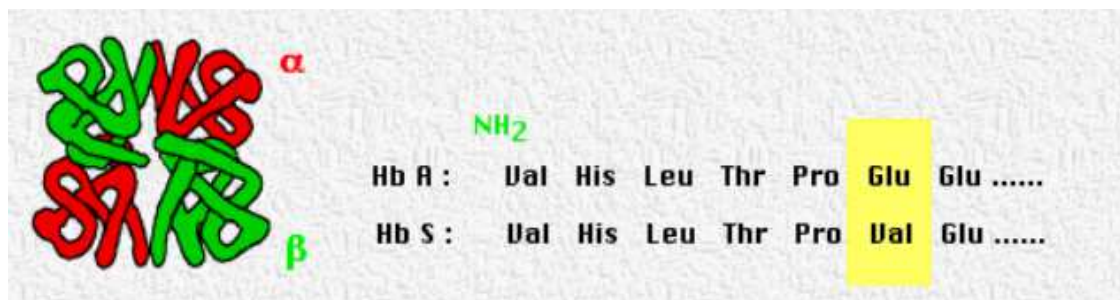 α
NH2
Hb A : Val His Leu Thr Pro Glu Glu ......
Hb S : Val His Leu Thr Pro Val Glu ......
β